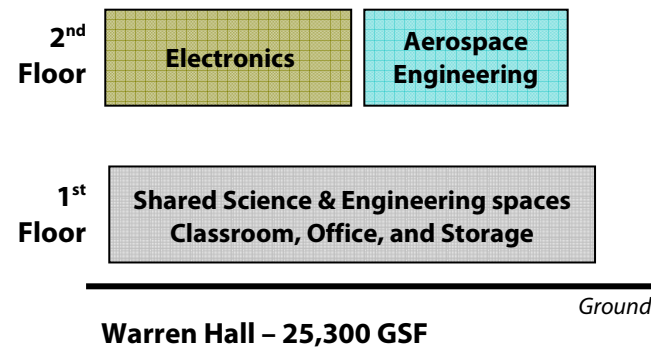 2nd
Floor
Electronics
Aerospace
Engineering
1st
Floor
Shared Science & Engineering spaces
Classroom, Office, and Storage
Ground
Warren Hall – 25,300 GSF